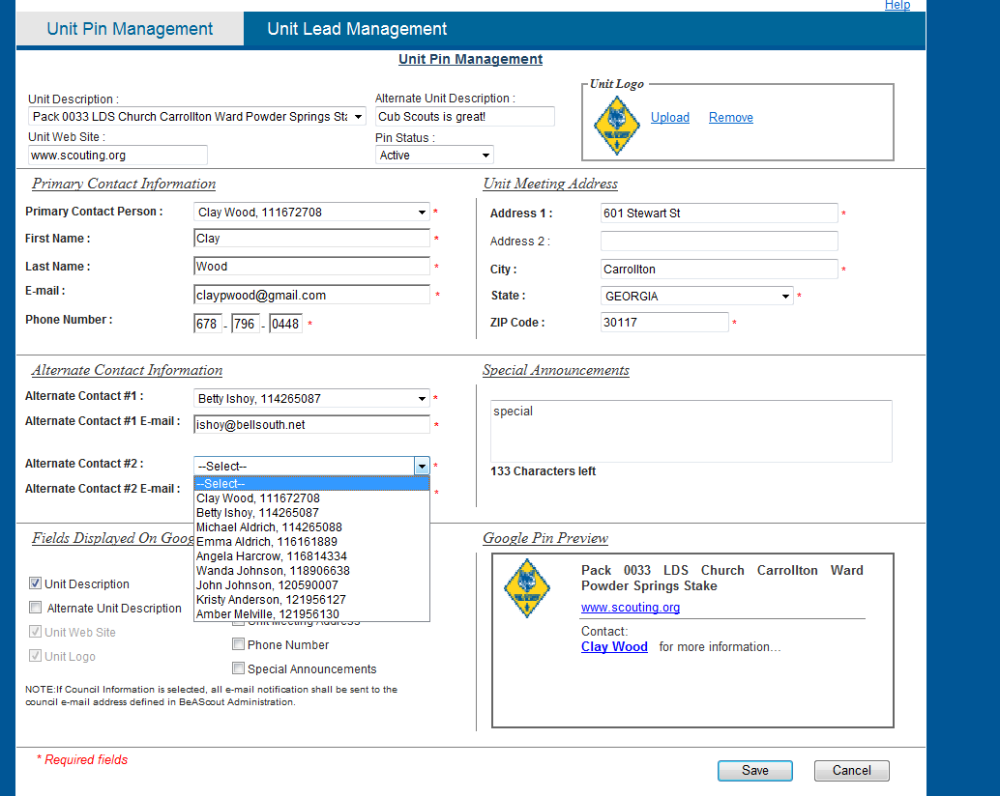 Help
Unit Pin Management
Unit Lead Management
Unit Pin Management
Unit Description :
Pack 0033 LDS Church Carrollton Ward Powder Springs Sta
Unit Web Site :
www.scouting.org
Alternate Unit Description :
Cub Scouts is great!
Pin Status :
Active
Unit Logo
Upload
Remove
Primary Contact Information
Primary Contact Person :
Clay Wood, 111672708 *
First Name :
Clay *
Last Name :
Wood *
E-mail :
claypwood@gmail.com *
Phone Number :
678 - 796 - 0448 *
Unit Meeting Address
Address 1 :
601 Stewart St *
Address 2 :
City :
Carrollton *
State :
GEORGIA *
ZIP Code :
30117 *
Alternate Contact Information
Alternate Contact #1 :
Betty Ishoy, 114265087 *
Alternate Contact #1 E-mail :
ishoy@bellsouth.net *
Alternate Contact #2 :
--Select-- *
Alternate Contact #2 E-mail : *
--Select--
Clay Wood, 111672708
Betty Ishoy, 114265087
Michael Aldrich, 114265088
Emma Aldrich, 116161889
Angela Harcrow, 116814334
Wanda Johnson, 118906638
John Johnson, 120590007
Kristy Anderson, 121956127
Amber Melville, 121956130
Special Announcements
special
133 Characters left
Fields Displayed On Goog
Unit Description
Alternate Unit Description
Unit Web Site
Unit Logo
Unit Meeting Address
Phone Number
Special Announcements
NOTE:If Council Information is selected, all e-mail notification shall be sent to the
council e-mail address defined in BeAScout Administration.
Google Pin Preview
Pack 0033 LDS Church Carrollton Ward
Powder Springs Stake
www.scouting.org
Contact:
Clay Wood for more information...
* Required fields
Save
Cancel